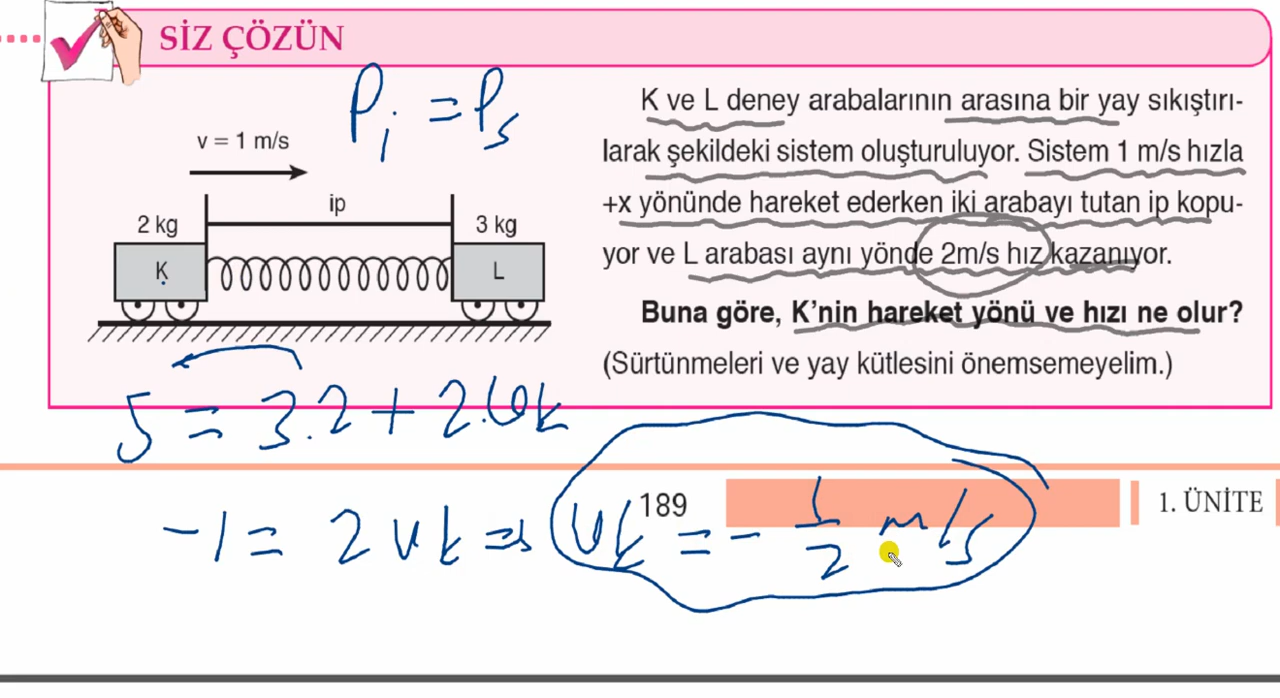 SİZ ÇÖZÜN
Pi = Ps
v = 1 m/s
ip
2 kg
3 kg
K
L
K ve L deney arabalarının arasına bir yay sıkıştırı-
larak şekildeki sistem oluşturuluyor. Sistem 1 m/s hızla
+x yönünde hareket ederken iki arabayı tutan ip kopu-
yor ve L arabası aynı yönde 2m/s hız kazanıyor.
Buna göre, K’nin hareket yönü ve hızı ne olur?
(Sürtünmeleri ve yay kütlesini önemsemeyelim.)
5 = 3.2 + 2.υk
189
1. ÜNİTE
-1 = 2υk ⇒ υk = - 1/2 m/s